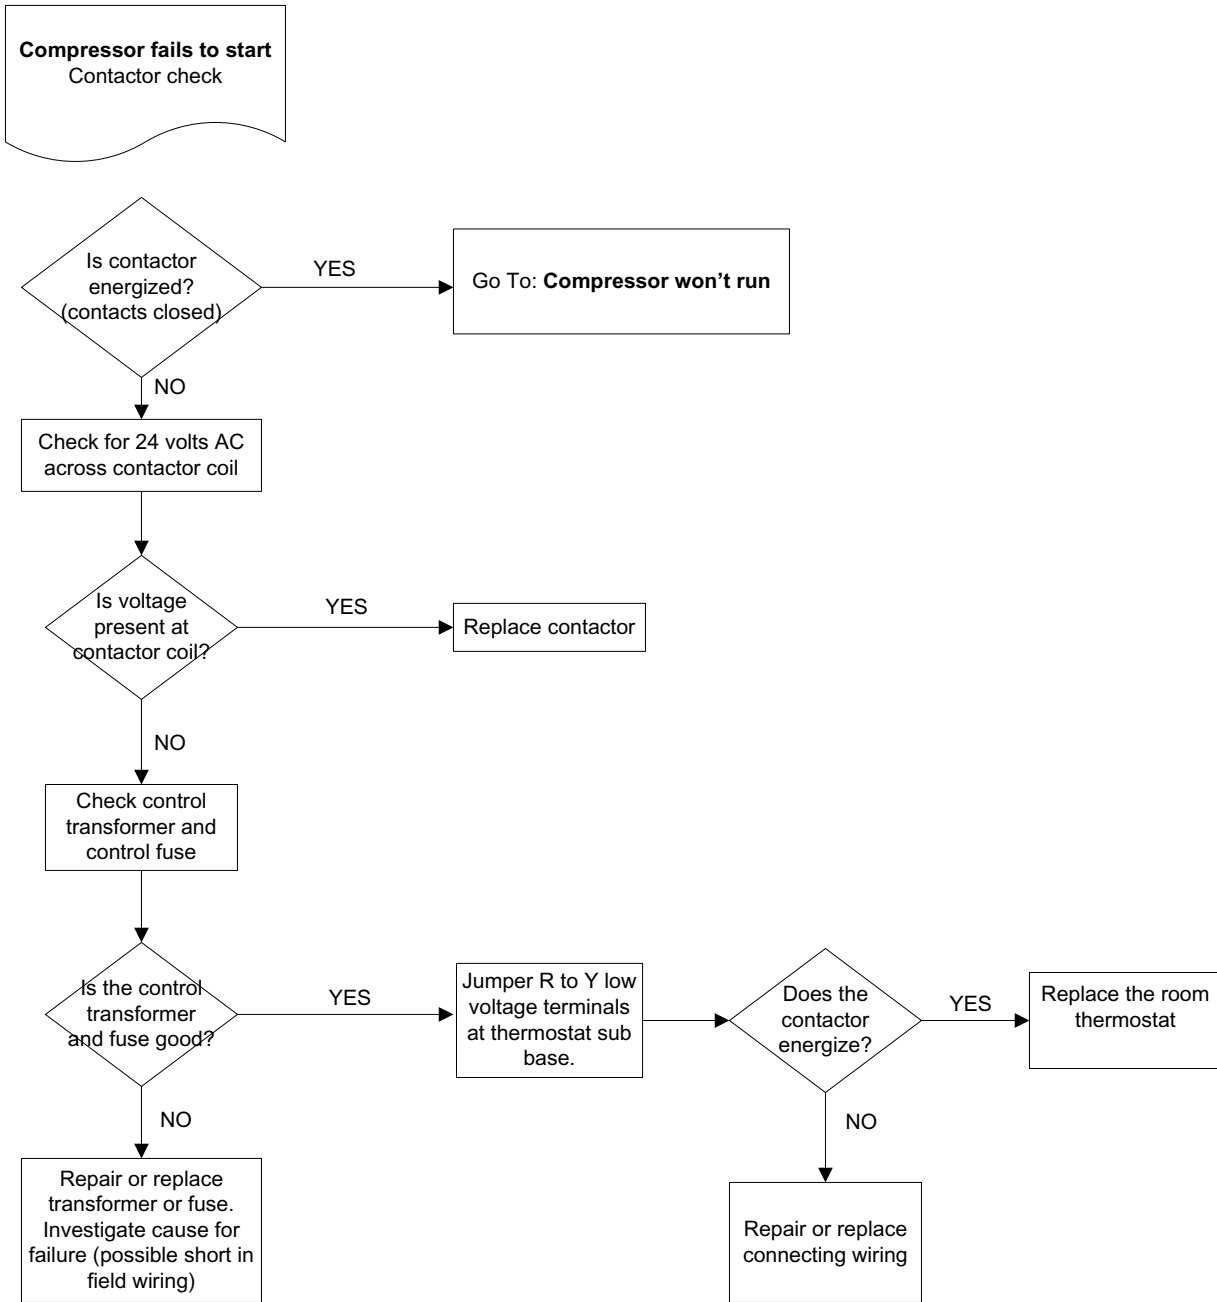 Compressor fails to start
Contactor check
Is contactor
energized?
(contacts closed)
YES
Go To: Compressor won’t run
NO
Check for 24 volts AC
across contactor coil
Is voltage
present at
contactor coil?
YES
Replace contactor
NO
Check control
transformer and
control fuse
Is the control
transformer
and fuse good?
YES
Jumper R to Y low
voltage terminals
at thermostat sub
base.
Does the
contactor
energize?
YES
Replace the room
thermostat
NO
Repair or replace
transformer or fuse.
Investigate cause for
failure (possible short in
field wiring)
NO
Repair or replace
connecting wiring